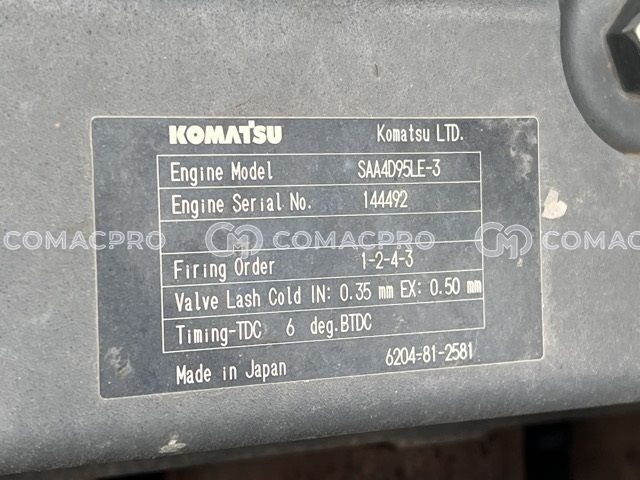 KOMATSU Komatsu LTD.
Engine Model SAA4D95LE-3
Engine Serial No. 144492
COMACPRO COMACPRO COMACPRO
Firing Order 1-2-4-3
Valve Lash Cold IN: 0.35 mm EX: 0.50 mm
Timing-TDC 6 deg.BTDC
Made in Japan 6204-81-2581